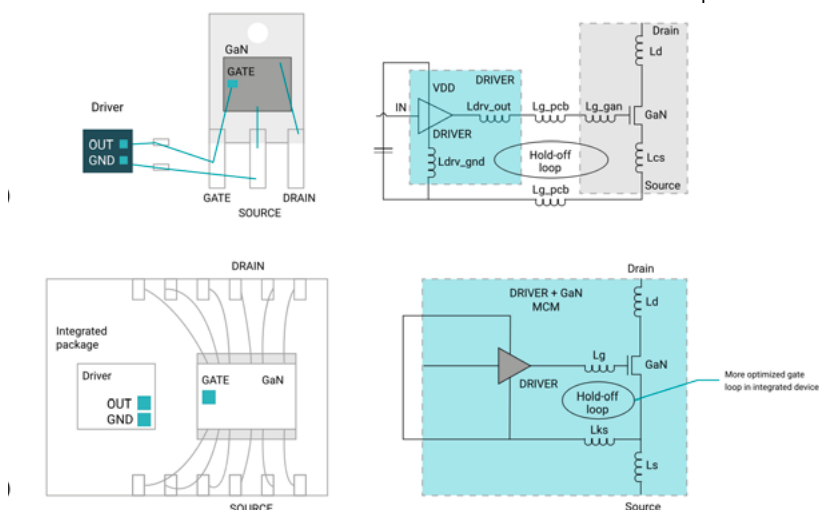 GaN
GATE
Driver
OUT
GND
GATE
DRAIN
SOURCE
Drain
Ld
DRIVER
VDD
IN
Ldrv_out
Lg_pcb
Lg_gan
GaN
DRIVER
Ldrv_gnd
Hold-off
loop
Lcs
Lg_pcb
Source
DRAIN
Integrated
package
Driver
OUT
GND
GATE
GaN
SOURCE
Drain
DRIVER + GaN
MCM
Ld
Lg
GaN
DRIVER
Hold-off
loop
More optimized gate
loop in integrated device
Lks
Ls
Source